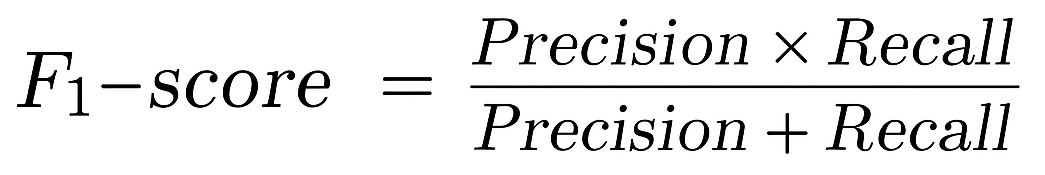 F₁−score = Precision × Recall / Precision + Recall